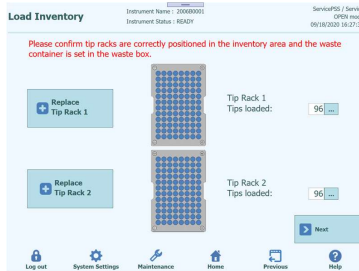 Load Inventory
Instrument Name : 2006B0001
Instrument Status : READY
ServicePSS / Servi
OPEN mod
09/18/2020 16:27:
Please confirm tip racks are correctly positioned in the inventory area and the waste
container is set in the waste box.
Replace
Tip Rack 1
Tip Rack 1
Tips loaded:
96 ...
Replace
Tip Rack 2
Tip Rack 2
Tips loaded:
96 ...
Next
Log out
System Settings
Maintenance
Home
Previous
Help